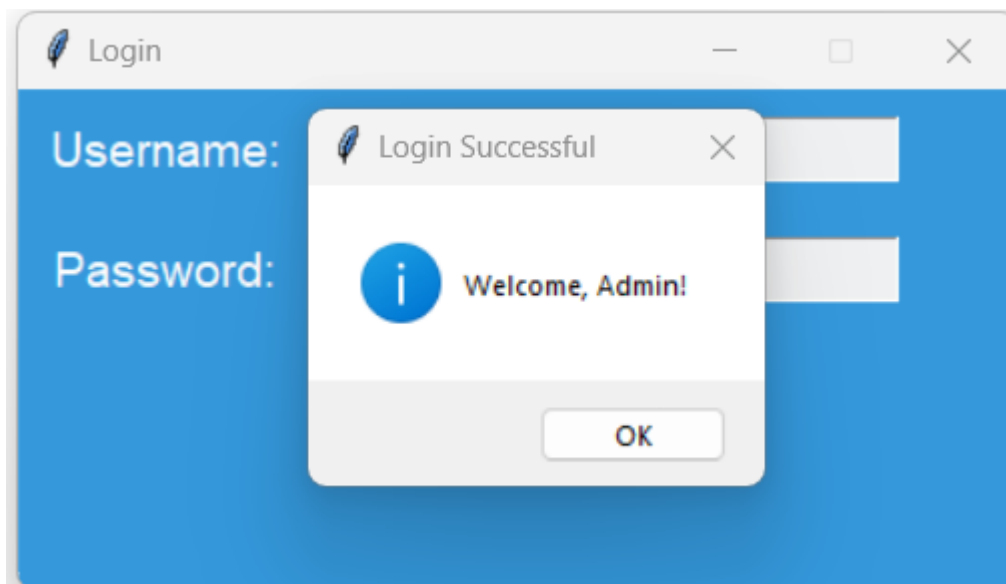 Login
Login Successful
Username:
Welcome, Admin!
Password:
OK